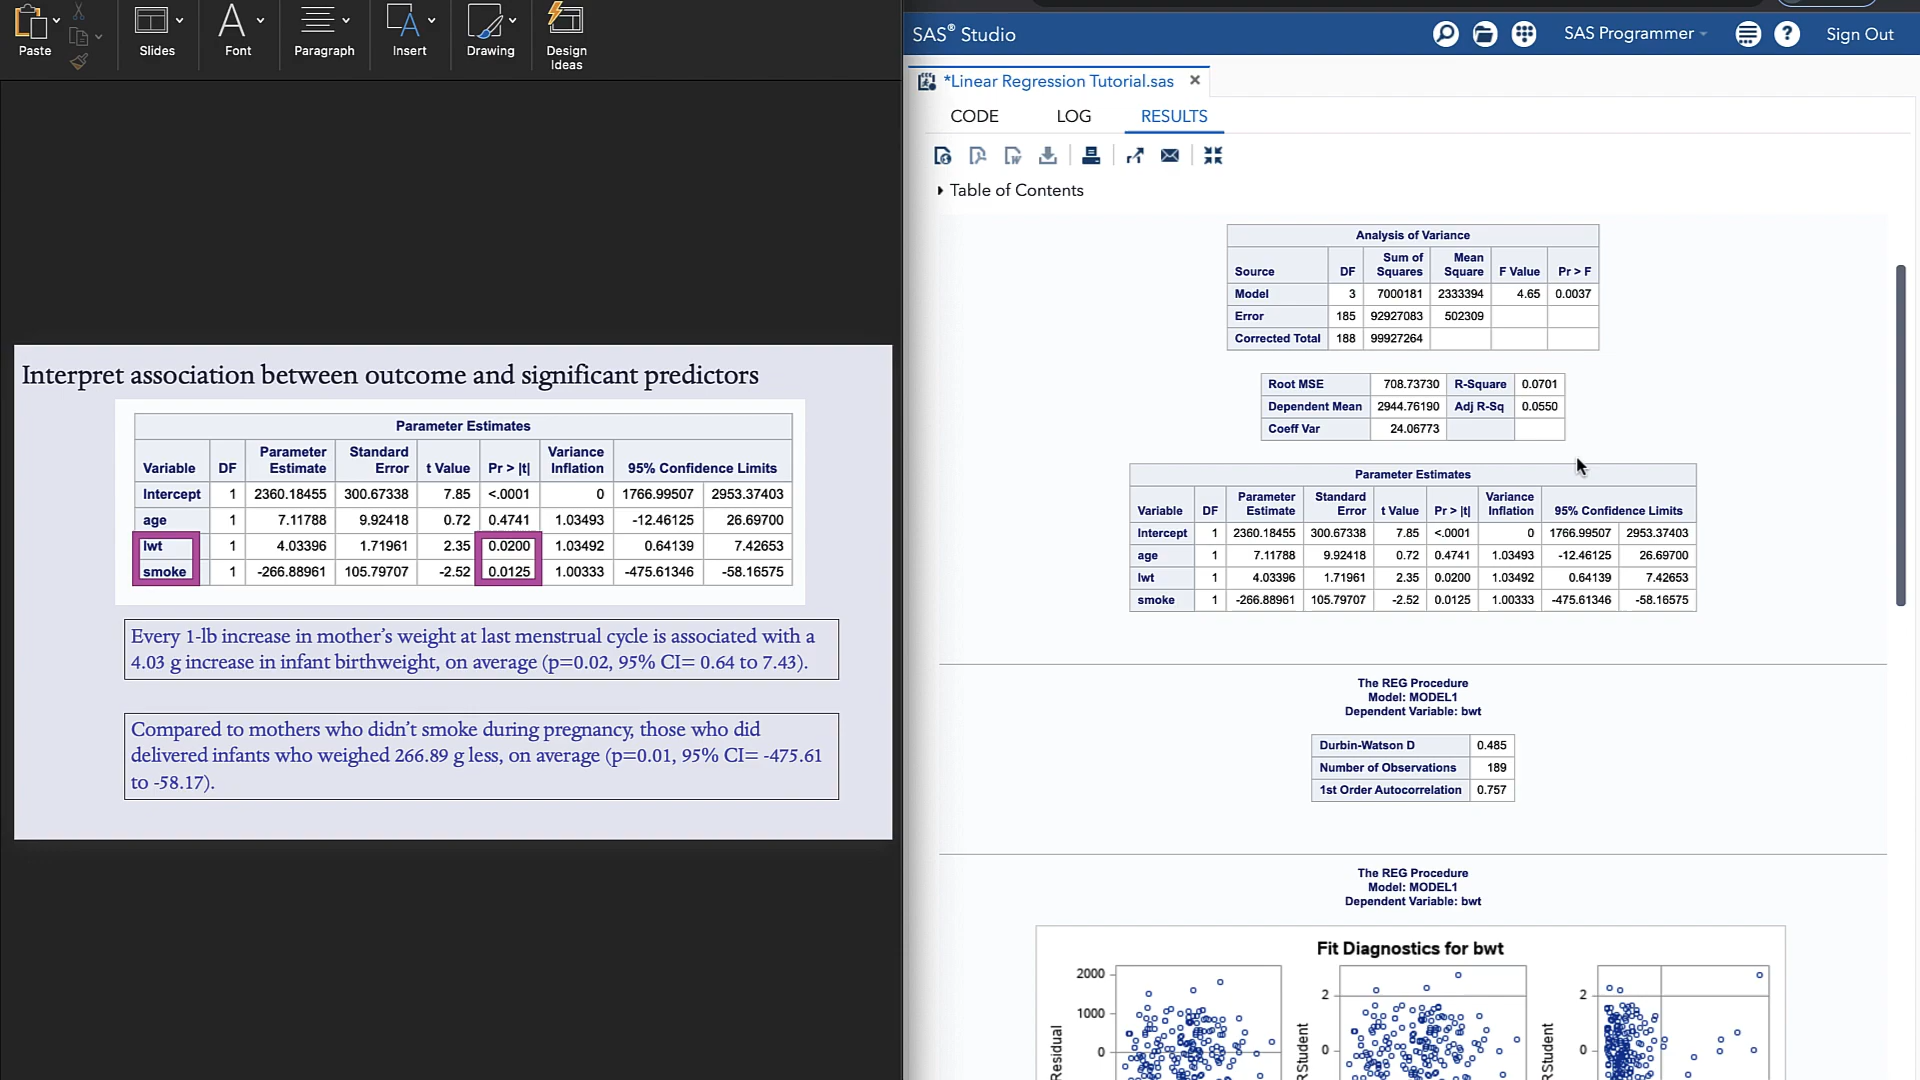 Paste
Slides
Font
Paragraph
Insert
Drawing
Design
Ideas
Interpret association between outcome and significant predictors
Parameter Estimates
Variable DF Parameter Estimate Standard Error t Value Pr > |t| Variance Inflation 95% Confidence Limits
Intercept 1 2360.18455 300.67338 7.85 <.0001 0 1766.99507 2953.37403
age 1 7.11788 9.92418 0.72 0.4741 1.03493 -12.46125 26.69700
lwt 1 4.03396 1.71961 2.35 0.0200 1.03492 0.64139 7.42653
smoke 1 -266.88961 105.79707 -2.52 0.0125 1.00333 -475.61346 -58.16575
Every 1-lb increase in mother's weight at last menstrual cycle is associated with a
4.03 g increase in infant birthweight, on average (p=0.02, 95% CI= 0.64 to 7.43).
Compared to mothers who didn't smoke during pregnancy, those who did
delivered infants who weighed 266.89 g less, on average (p=0.01, 95% CI= -475.61
to -58.17).
SAS® Studio
SAS Programmer
Sign Out
*Linear Regression Tutorial.sas
CODE LOG RESULTS
Table of Contents
Analysis of Variance
Source DF Sum of Squares Mean Square F Value Pr > F
Model 3 7000181 2333394 4.65 0.0037
Error 185 92927083 502309
Corrected Total 188 99927264
Root MSE 708.73730 R-Square 0.0701
Dependent Mean 2944.76190 Adj R-Sq 0.0550
Coeff Var 24.06773
Parameter Estimates
Variable DF Parameter Estimate Standard Error t Value Pr > |t| Variance Inflation 95% Confidence Limits
Intercept 1 2360.18455 300.67338 7.85 <.0001 0 1766.99507 2953.37403
age 1 7.11788 9.92418 0.72 0.4741 1.03493 -12.46125 26.69700
lwt 1 4.03396 1.71961 2.35 0.0200 1.03492 0.64139 7.42653
smoke 1 -266.88961 105.79707 -2.52 0.0125 1.00333 -475.61346 -58.16575
The REG Procedure
Model: MODEL1
Dependent Variable: bwt
Durbin-Watson D 0.485
Number of Observations 189
1st Order Autocorrelation 0.757
The REG Procedure
Model: MODEL1
Dependent Variable: bwt
Fit Diagnostics for bwt
2000
1000
0
Residual
2
0
RStudent
2
0
RStudent